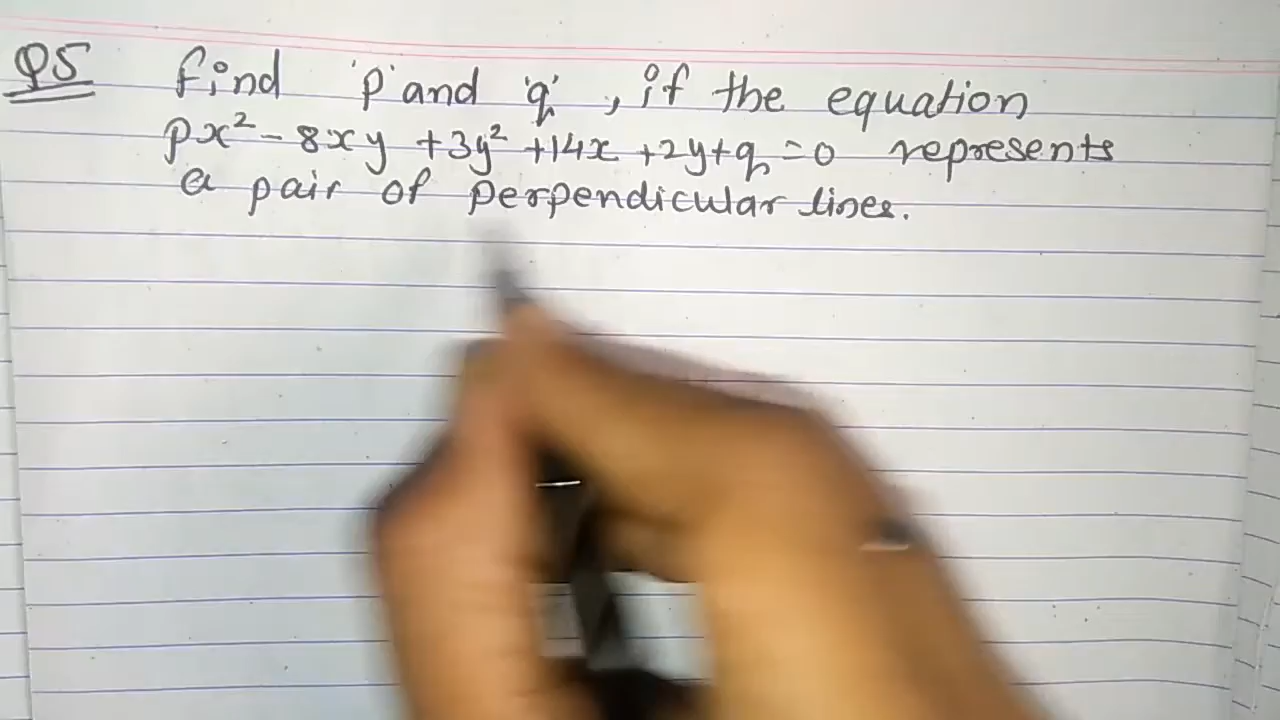 Q5 find 'p' and 'q', if the equation
px² - 8xy + 3y² + 14x + 2y + q = 0 represents
a pair of perpendicular lines.